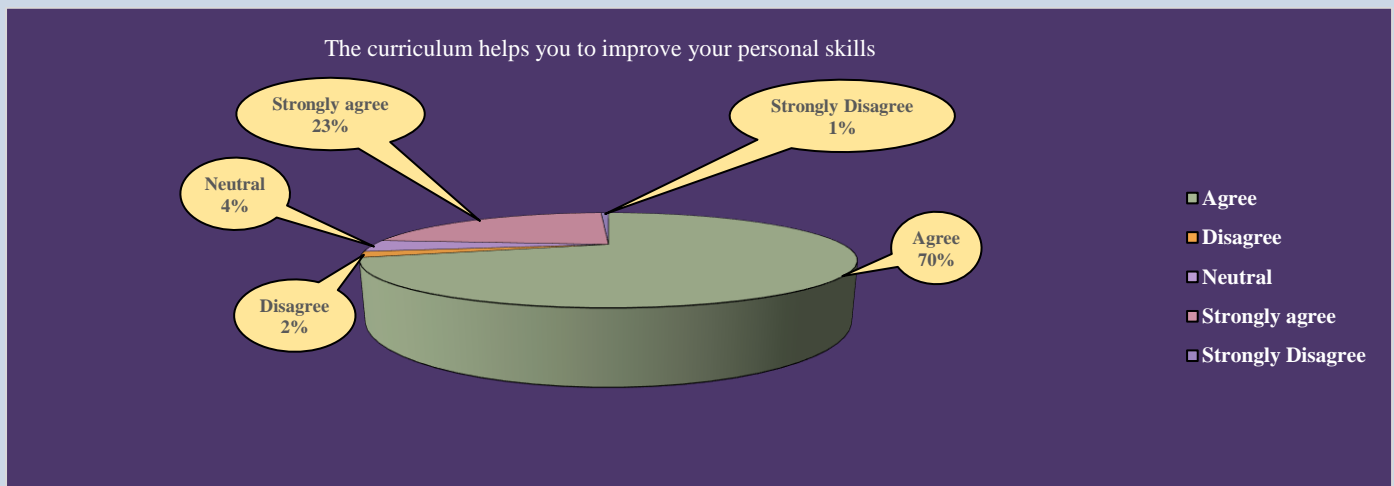 The curriculum helps you to improve your personal skills
Strongly agree
23%
Strongly Disagree
1%
Neutral
4%
Agree
70%
Disagree
2%
Agree
Disagree
Neutral
Strongly agree
Strongly Disagree